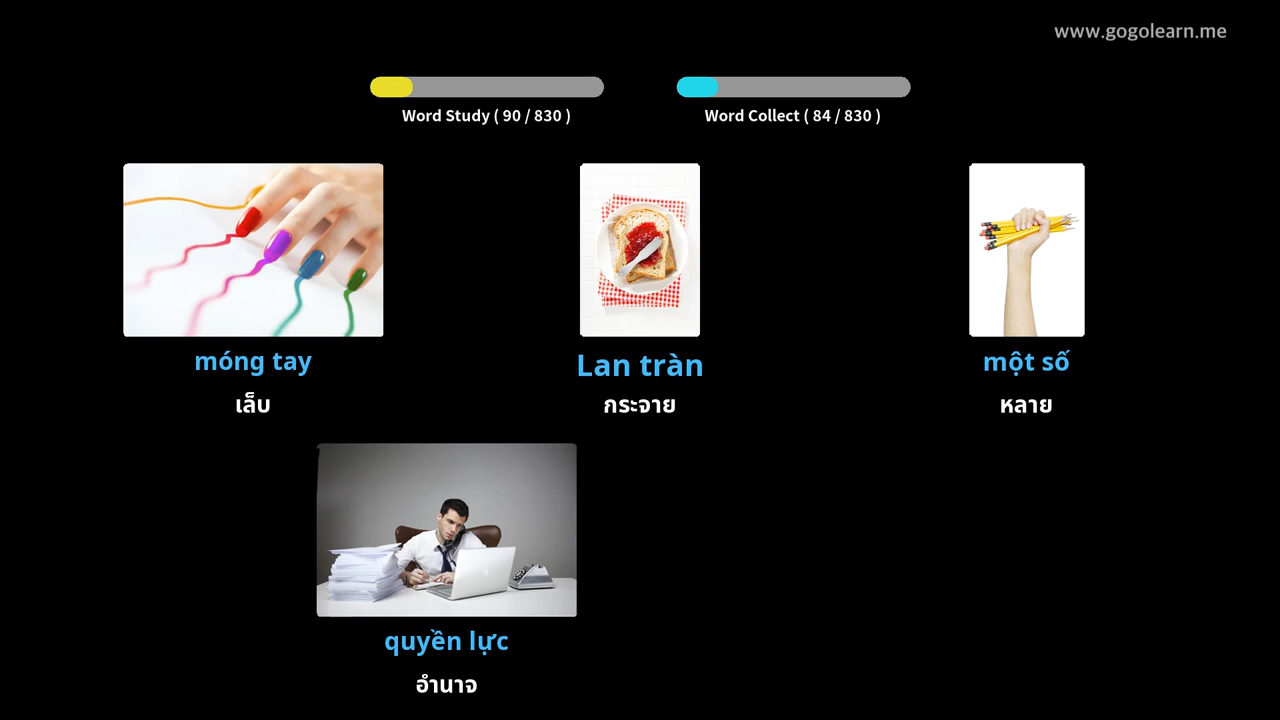 www.gogolearn.me
Word Study ( 90 / 830 )
Word Collect ( 84 / 830 )
móng tay
เล็บ
Lan tràn
กระจาย
một số
หลาย
quyền lực
อำนาจ